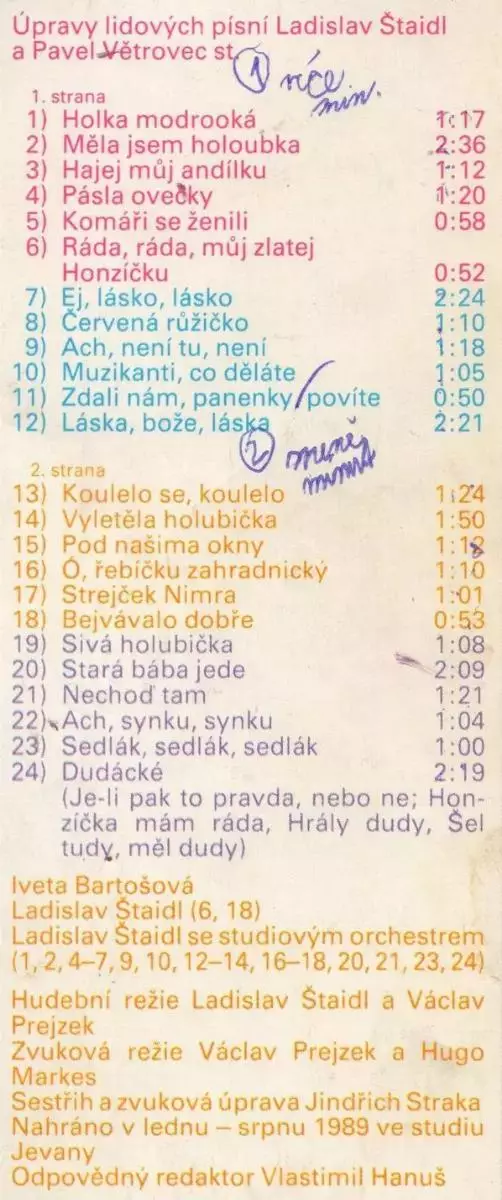 Úpravy lidových písní Ladislav Štaidl
a Pavel Větrovec st.
1 více
min.
1. strana
1) Holka modrooká 1:17
2) Měla jsem holoubka 2:36
3) Hajej můj andílku 1:12
4) Pásla ovečky 1:20
5) Komáři se ženili 0:58
6) Ráda, ráda, můj zlatej
Honzíčku 0:52
7) Ej, lásko, lásko 2:24
8) Červená růžičko 1:10
9) Ach, není tu, není 1:18
10) Muzikanti, co děláte 1:05
11) Zdali nám, panenky, povíte 0:50
12) Láska, bože, láska 2:21
2 méně
minut
2. strana
13) Koulelo se, koulelo 1:24
14) Vyletěla holubička 1:50
15) Pod našima okny 1:18
16) Ó, řebíčku zahradnický 1:10
17) Strejček Nimra 1:01
18) Bejvávalo dobře 0:53
19) Sivá holubička 1:08
20) Stará bába jede 2:09
21) Nechoď tam 1:21
22) Ach, synku, synku 1:04
23) Sedlák, sedlák, sedlák 1:00
24) Dudácké 2:19
(Je-li pak to pravda, nebo ne; Hon-
zíčka mám ráda, Hrály dudy, Šel
tudy, měl dudy)
Iveta Bartošová
Ladislav Štaidl (6, 18)
Ladislav Štaidl se studiovým orchestrem
(1, 2, 4–7, 9, 10, 12–14, 16–18, 20, 21, 23, 24)
Hudební režie Ladislav Štaidl a Václav
Prejzek
Zvuková režie Václav Prejzek a Hugo
Markes
Sestřih a zvuková úprava Jindřich Straka
Nahráno v lednu – srpnu 1989 ve studiu
Jevany
Odpovědný redaktor Vlastimil Hanuš